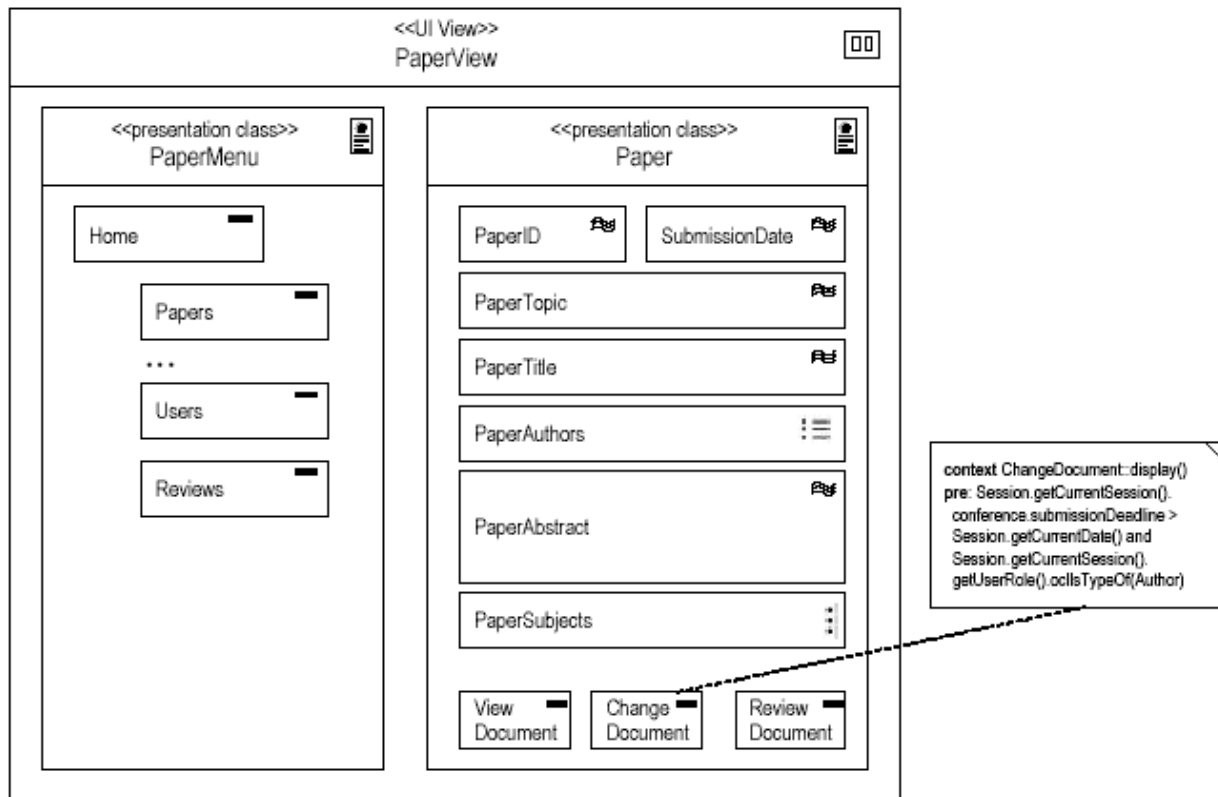 <<UI View>>
PaperView
<<presentation class>>
PaperMenu
Home
Papers
...
Users
Reviews
<<presentation class>>
Paper
PaperID
SubmissionDate
PaperTopic
PaperTitle
PaperAuthors
PaperAbstract
PaperSubjects
View
Document
Change
Document
Review
Document
context ChangeDocument::display()
pre: Session.getCurrentSession().
conference.submissionDeadline >
Session.getCurrentDate() and
Session.getCurrentSession().
getUserRole().oclIsTypeOf(Author)